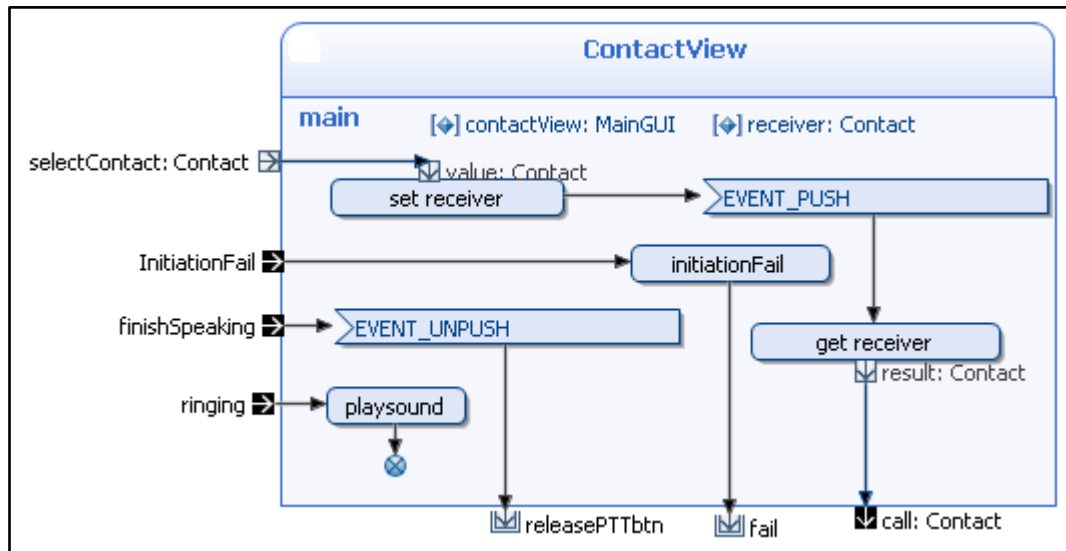 ContactView
main
contactView: MainGUI
receiver: Contact
selectContact: Contact
value: Contact
set receiver
EVENT_PUSH
InitiationFail
initiationFail
finishSpeaking
EVENT_UNPUSH
get receiver
result: Contact
ringing
playsound
releasePTTbtn
fail
call: Contact